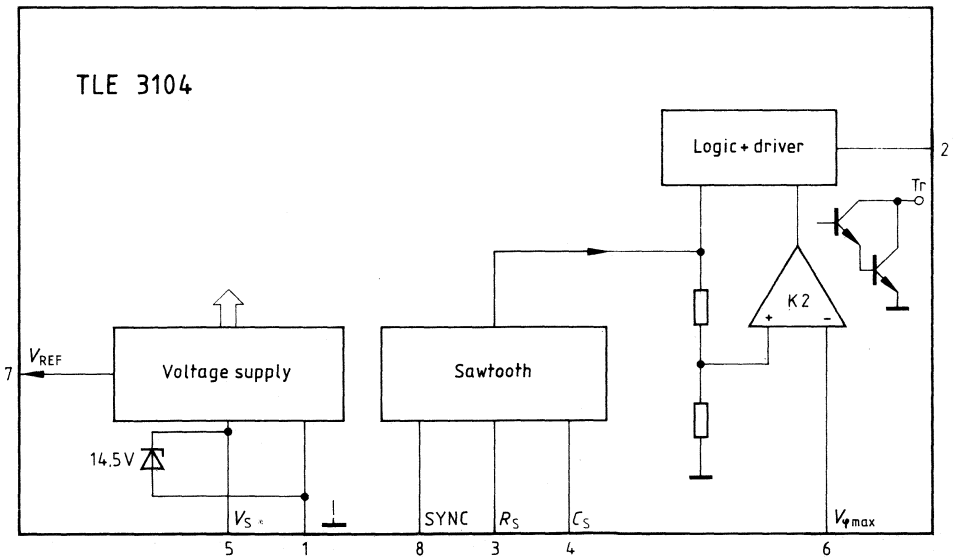 TLE 3104
Logic + driver
2
Tr
K2
+ −
V_REF
7
Voltage supply
Sawtooth
14.5V
V_S
SYNC
R_S
C_S
V_φmax
5 1 8 3 4 6